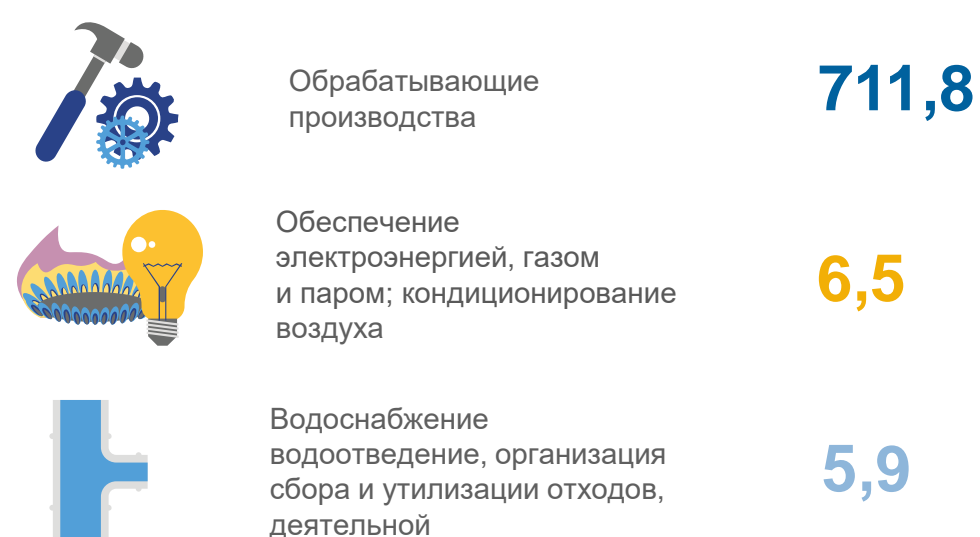 Обрабатывающие
производства
711,8
Обеспечение
электроэнергией, газом
и паром; кондиционирование
воздуха
6,5
Водоснабжение
водоотведение, организация
сбора и утилизации отходов,
деятельной
5,9